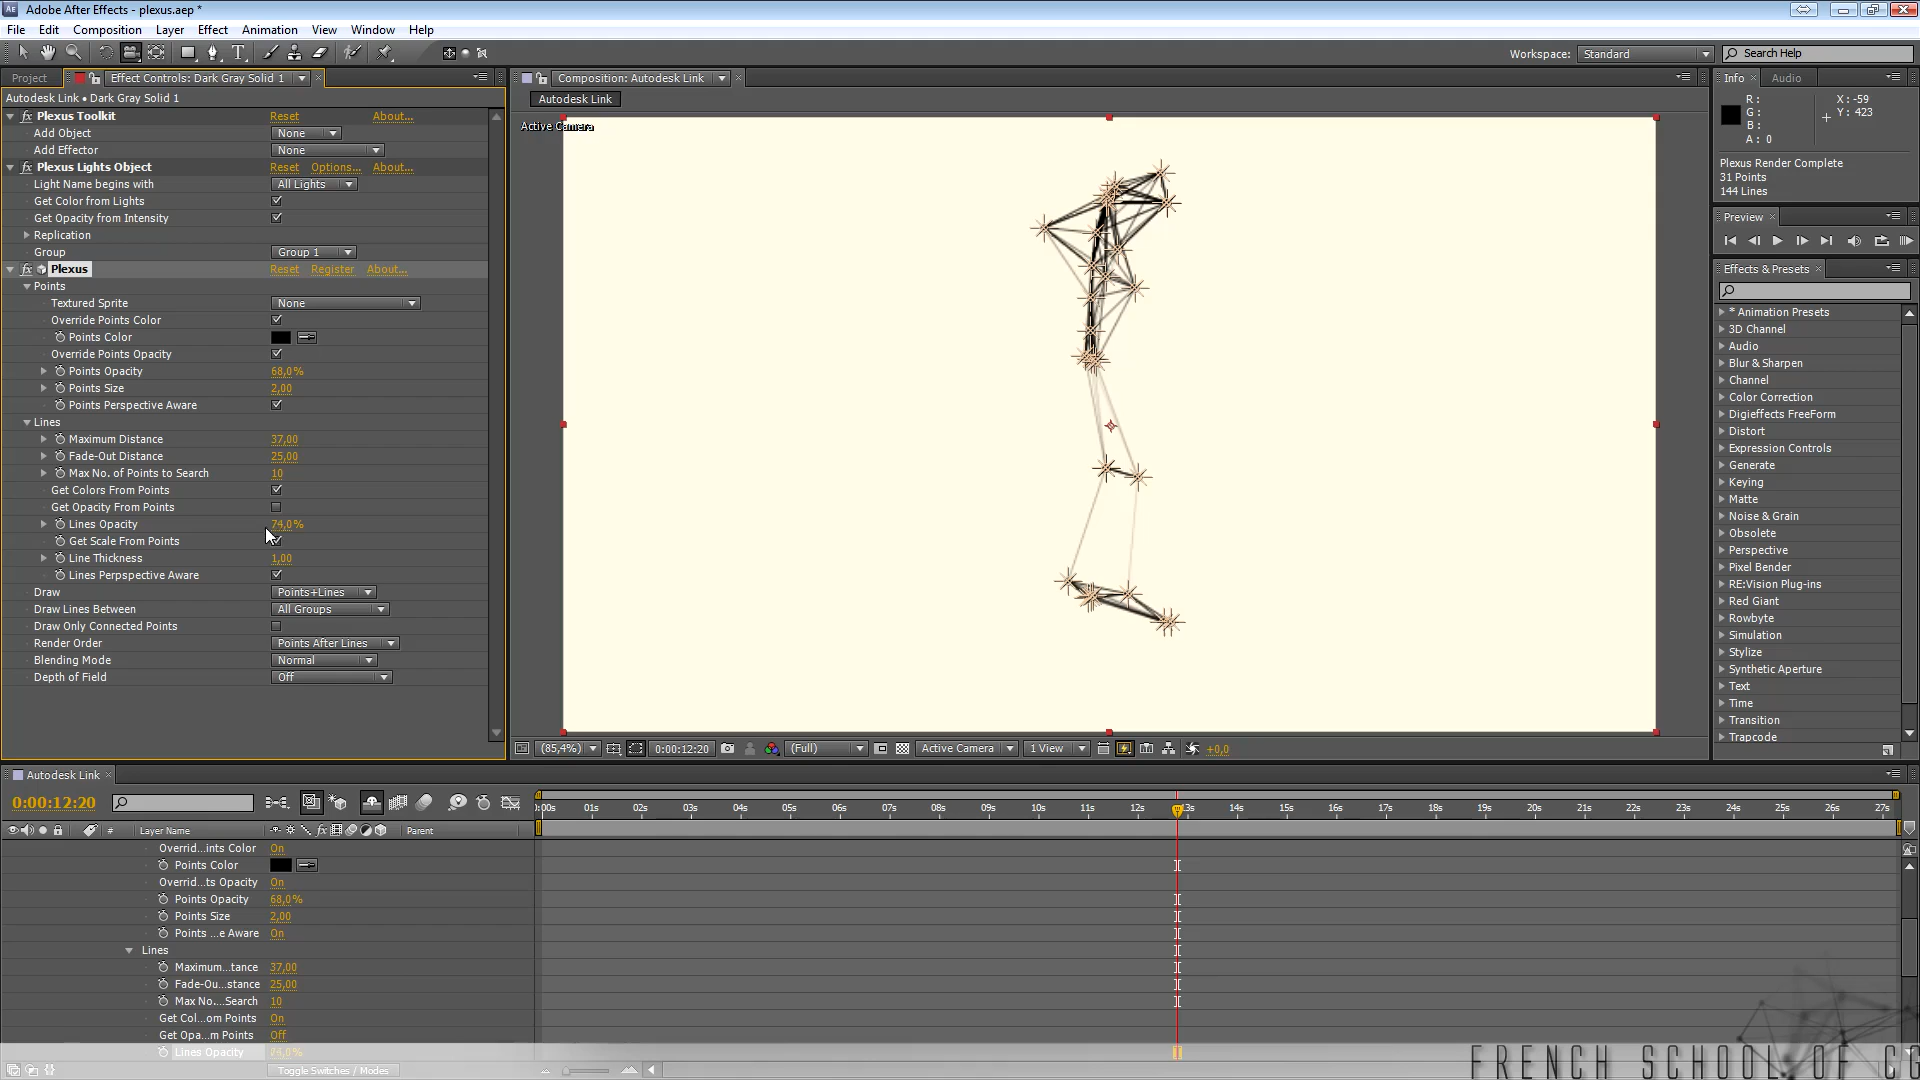 Adobe After Effects - plexus.aep *
File Edit Composition Layer Effect Animation View Window Help
Workspace: Standard Search Help
Project Effect Controls: Dark Gray Solid 1
Autodesk Link • Dark Gray Solid 1
Plexus Toolkit Reset About...
Add Object None
Add Effector None
Plexus Lights Object Reset Options... About...
Light Name begins with All Lights
Get Color from Lights
Get Opacity from Intensity
Replication
Group Group 1
Plexus Reset Register About...
Points
Textured Sprite None
Override Points Color
Points Color
Override Points Opacity
Points Opacity 68,0%
Points Size 2,00
Points Perspective Aware
Lines
Maximum Distance 37,00
Fade-Out Distance 25,00
Max No. of Points to Search 10
Get Colors From Points
Get Opacity From Points
Lines Opacity 74,0%
Get Scale From Points
Line Thickness 1,00
Lines Perpspective Aware
Draw Points+Lines
Draw Lines Between All Groups
Draw Only Connected Points
Render Order Points After Lines
Blending Mode Normal
Depth of Field Off
Composition: Autodesk Link
Autodesk Link
Active Camera
(85,4%) 0:00:12:20 (Full) Active Camera 1 View +0,0
Info Audio
R: X: -59
G: Y: 423
B:
A: 0
Plexus Render Complete
31 Points
144 Lines
Preview
Effects & Presets
* Animation Presets
3D Channel
Audio
Blur & Sharpen
Channel
Color Correction
Digieffects FreeForm
Distort
Expression Controls
Generate
Keying
Matte
Noise & Grain
Obsolete
Perspective
Pixel Bender
RE:Vision Plug-ins
Red Giant
Rowbyte
Simulation
Stylize
Synthetic Aperture
Text
Time
Transition
Trapcode
Autodesk Link
0:00:12:20
):00s 01s 02s 03s 04s 05s 06s 07s 08s 09s 10s 11s 12s 13s 14s 15s 16s 17s 18s 19s 20s 21s 22s 23s 24s 25s 26s 27s
# Layer Name Parent
Overrid...ints Color On
Points Color
Overrid...ts Opacity On
Points Opacity 68,0%
Points Size 2,00
Points ...e Aware On
Lines
Maximum...tance 37,00
Fade-Ou...stance 25,00
Max No....Search 10
Get Col...om Points On
Get Opa...m Points Off
Lines Opacity 74,0%
Toggle Switches / Modes
FRENCH SCHOOL OF CG